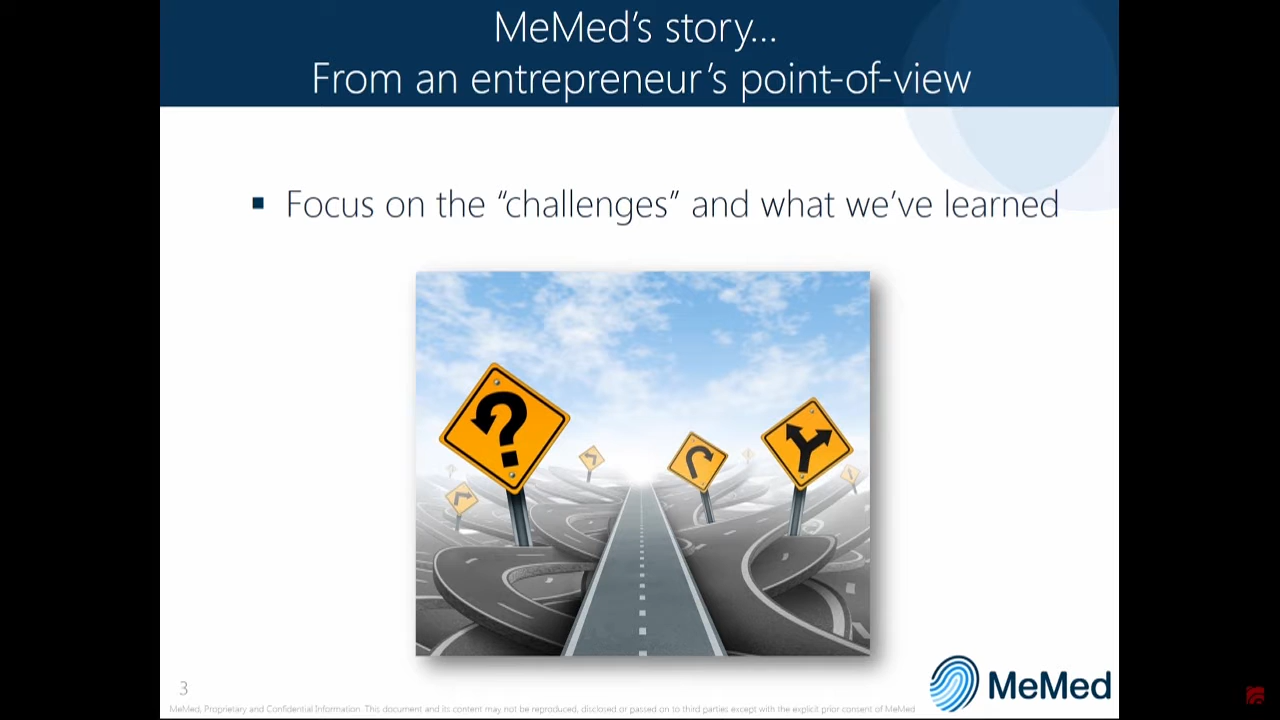 MeMed’s story...
From an entrepreneur’s point-of-view
▪ Focus on the “challenges” and what we’ve learned
?
3
MeMed
MeMed, Proprietary and Confidential Information. This document and its content may not be reproduced, disclosed or passed on to third parties except with the explicit prior consent of MeMed